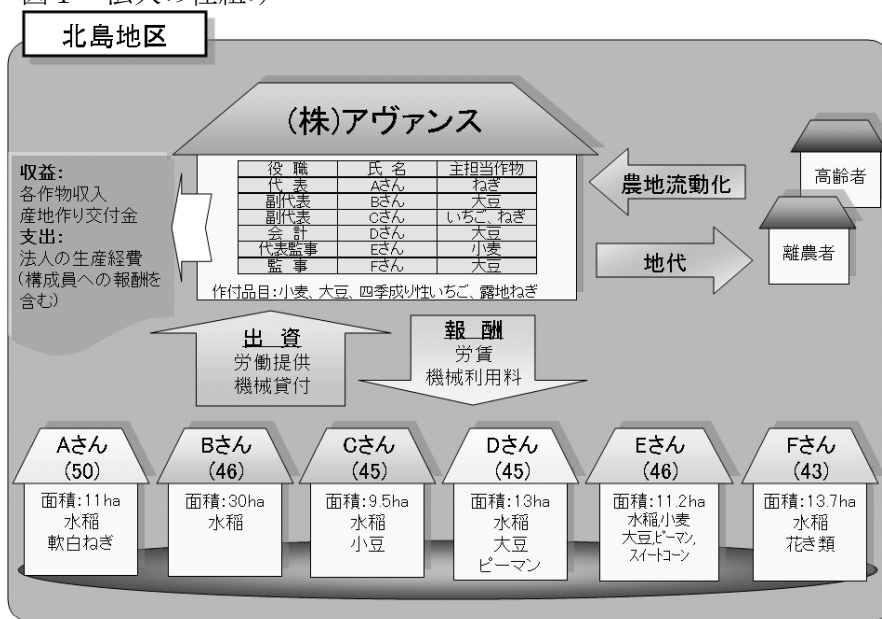 北島地区
(株)アヴァンス
役 職 氏 名 主担当作物
代 表 Aさん ねぎ
副代表 Bさん 大豆
副代表 Cさん いちご、ねぎ
会 計 Dさん 大豆
代表監事 Eさん 小麦
監 事 Fさん 大豆
作付品目:小麦、大豆、四季成り性いちご、露地ねぎ
収益:
各作物収入
産地作り交付金
支出:
法人の生産経費
(構成員への報酬を
含む)
農地流動化
地代
高齢者
離農者
出 資
労働提供
機械貸付
報 酬
労賃
機械利用料
Aさん
(50)
面積:11ha
水稲
軟白ねぎ
Bさん
(46)
面積:30ha
水稲
Cさん
(45)
面積:9.5ha
水稲
小豆
Dさん
(45)
面積:13ha
水稲
大豆
ピーマン
Eさん
(46)
面積:11.2ha
水稲,小麦
大豆,ピーマン,
スイートコーン
Fさん
(43)
面積:13.7ha
水稲
花き類